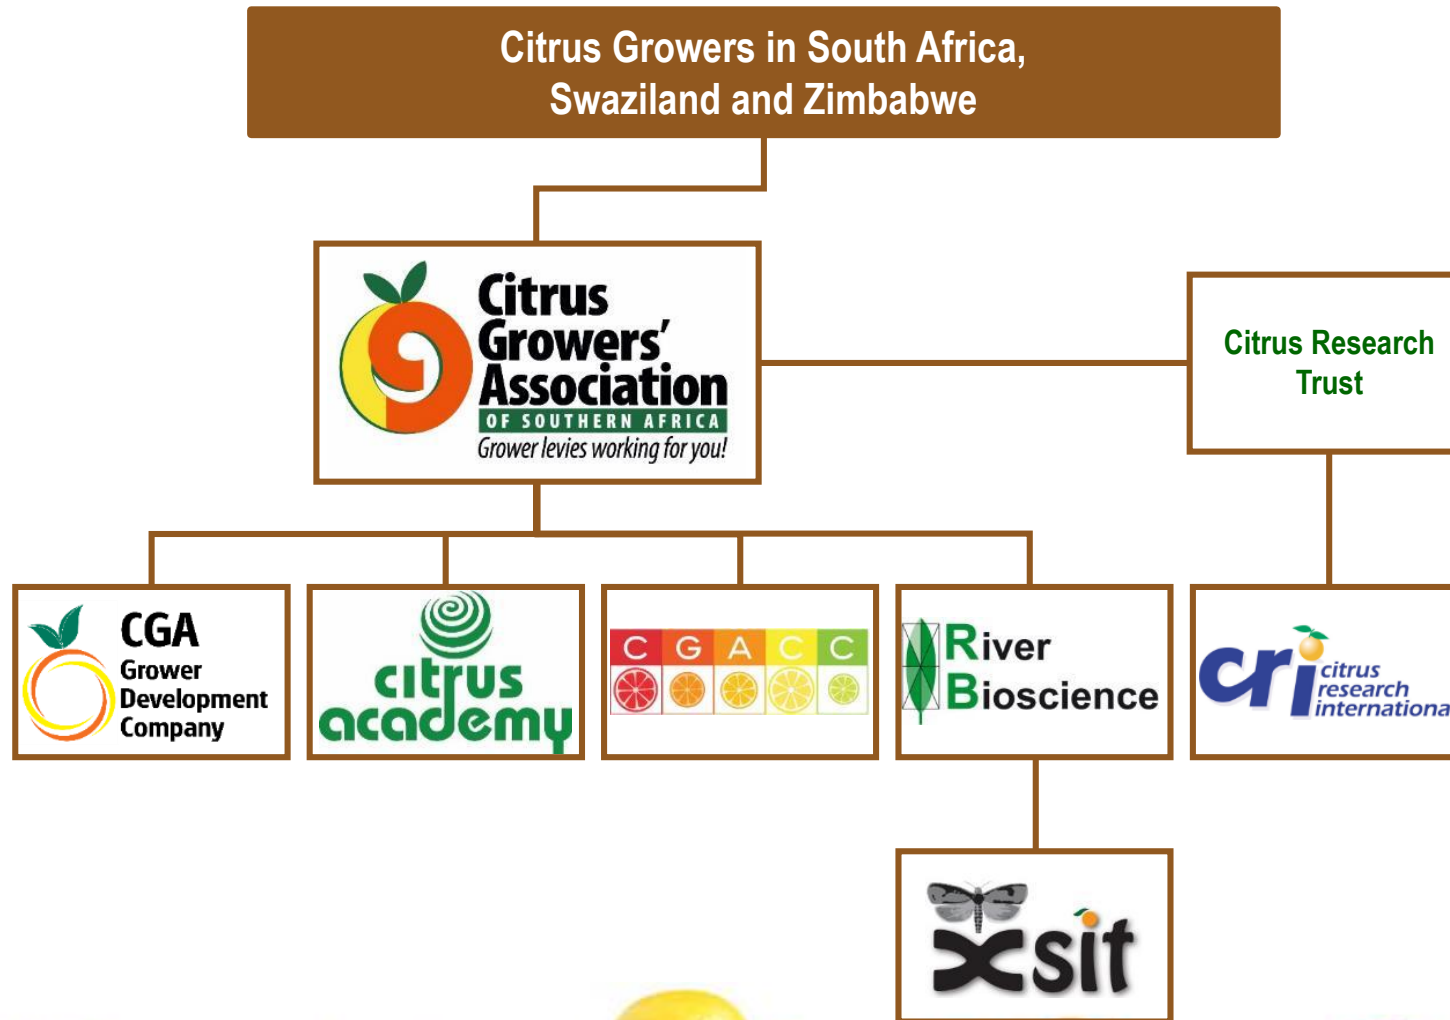 Citrus Growers in South Africa,
Swaziland and Zimbabwe
Citrus
Growers'
Association
OF SOUTHERN AFRICA
Grower levies working for you!
Citrus Research
Trust
CGA
Grower
Development
Company
citrus
academy
C G A C C
River
Bioscience
cri
citrus
research
internationa
xsit